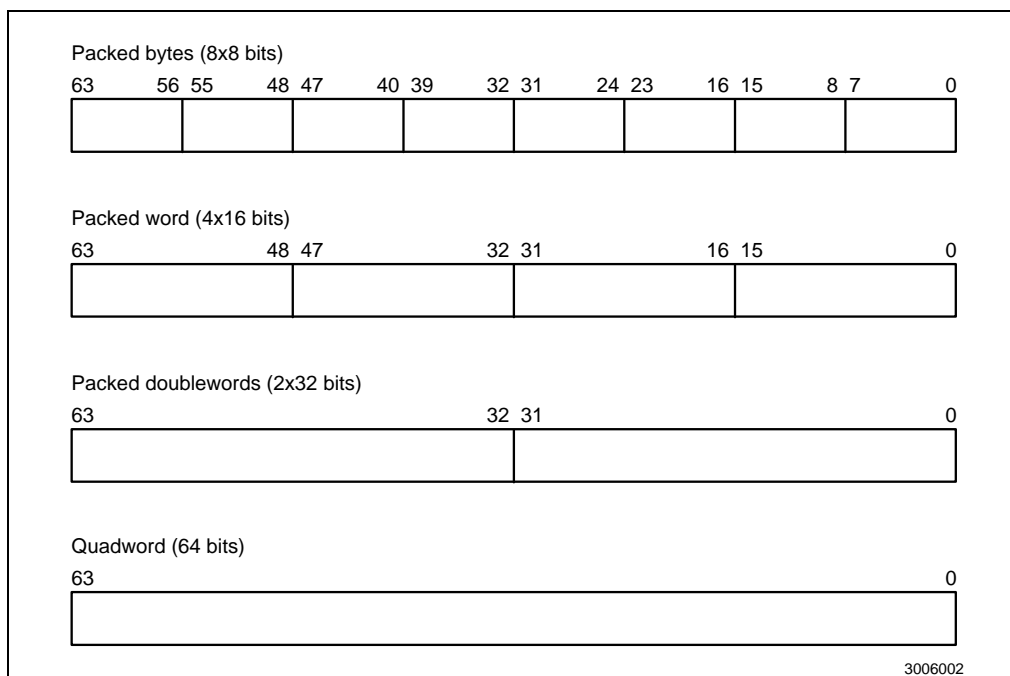 Packed bytes (8x8 bits)
63 56 55 48 47 40 39 32 31 24 23 16 15 8 7 0
Packed word (4x16 bits)
63 48 47 32 31 16 15 0
Packed doublewords (2x32 bits)
63 32 31 0
Quadword (64 bits)
63 0
3006002